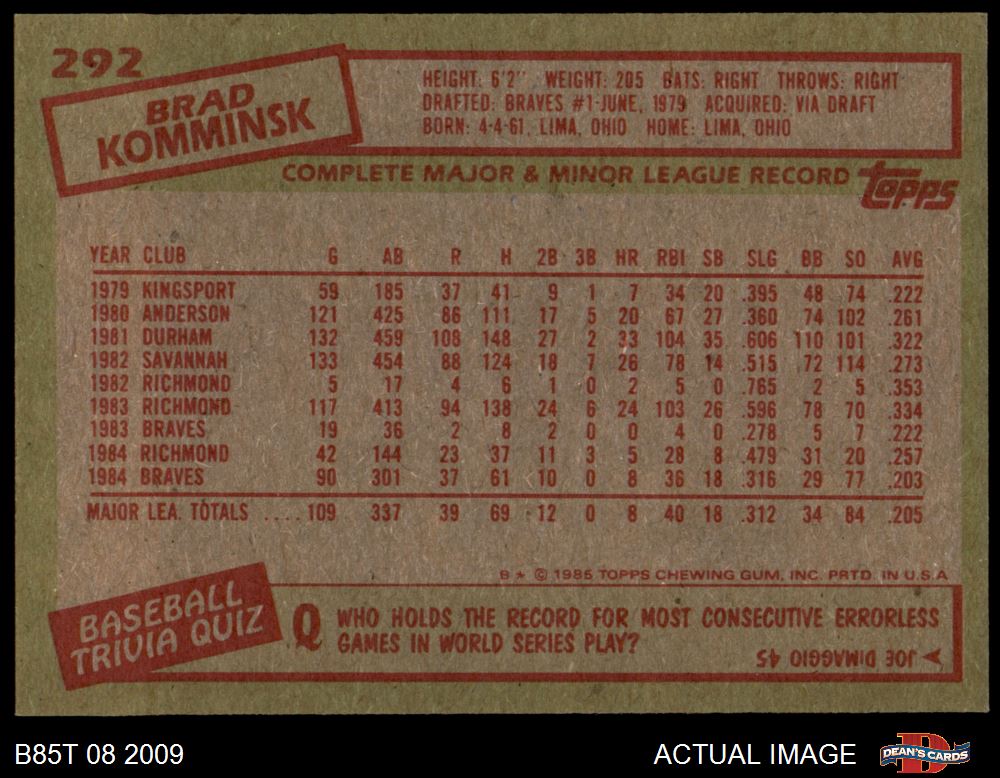 292
BRAD
KOMMINSK
HEIGHT: 6'2" WEIGHT: 205 BATS: RIGHT THROWS: RIGHT
DRAFTED: BRAVES #1-JUNE, 1979 ACQUIRED: VIA DRAFT
BORN: 4-4-61, LIMA, OHIO HOME: LIMA, OHIO
COMPLETE MAJOR & MINOR LEAGUE RECORD
TOPPS
YEAR CLUB G AB R H 2B 3B HR RBI SB SLG BB SO AVG
1979 KINGSPORT 59 185 37 41 9 1 7 34 20 .395 48 74 .222
1980 ANDERSON 121 425 86 111 17 5 20 67 27 .360 74 102 .261
1981 DURHAM 132 459 108 148 27 2 33 104 35 .606 110 101 .322
1982 SAVANNAH 133 454 88 124 18 7 26 78 14 .515 72 114 .273
1982 RICHMOND 5 17 4 6 1 0 2 5 0 .765 2 5 .353
1983 RICHMOND 117 413 94 138 24 6 24 103 26 .596 78 70 .334
1983 BRAVES 19 36 2 8 2 0 0 4 0 .278 5 7 .222
1984 RICHMOND 42 144 23 37 11 3 5 28 8 .479 31 20 .257
1984 BRAVES 90 301 37 61 10 0 8 36 18 .316 29 77 .203
MAJOR LEA. TOTALS ....109 337 39 69 12 0 8 40 18 .312 34 84 .205
B * © 1985 TOPPS CHEWING GUM, INC. PRTD. IN U.S.A
BASEBALL
TRIVIA QUIZ
Q WHO HOLDS THE RECORD FOR MOST CONSECUTIVE ERRORLESS
GAMES IN WORLD SERIES PLAY?
JOE DIMAGGIO 45
B85T 08 2009
ACTUAL IMAGE
D
DEAN'S CARDS